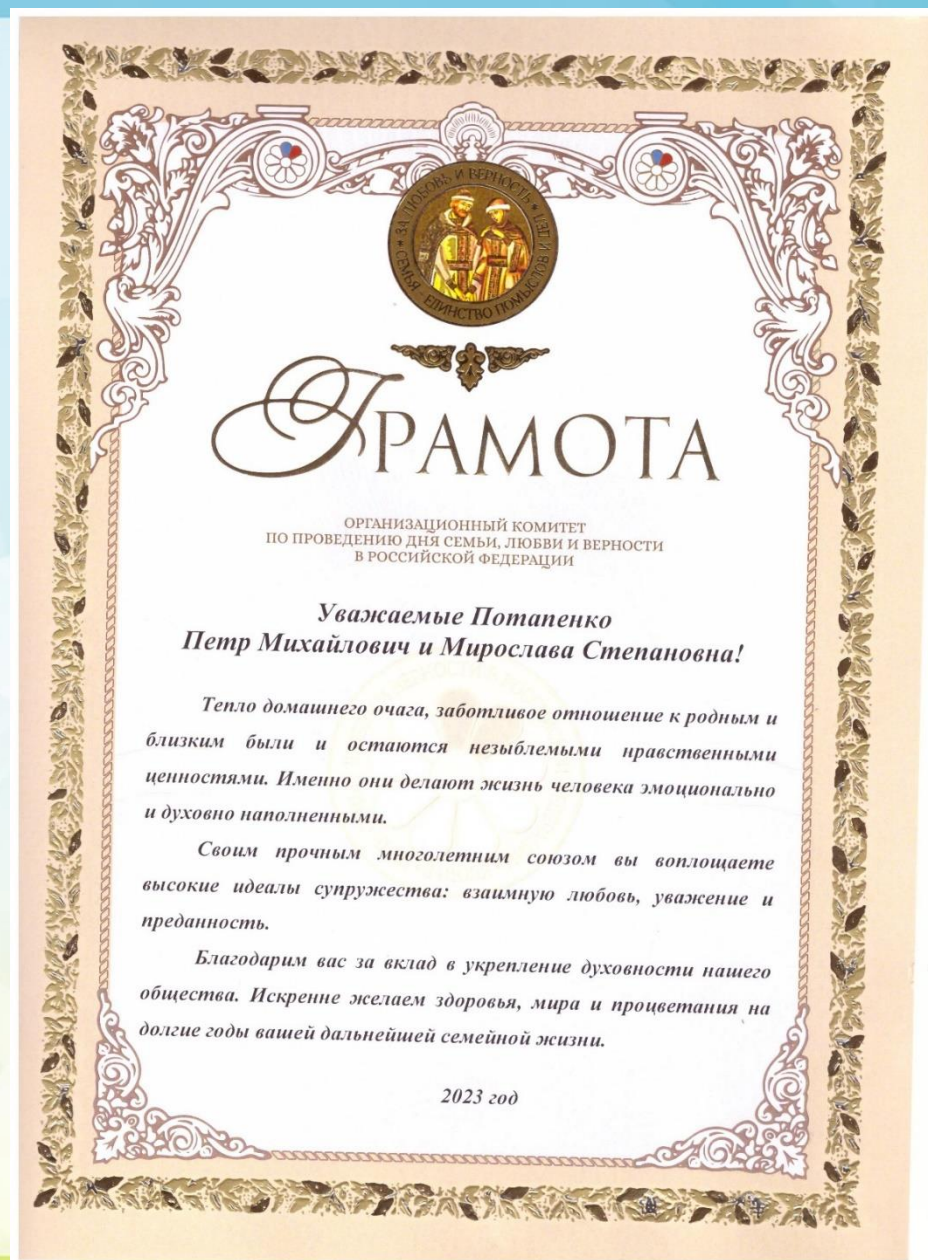 ЗА ЛЮБОВЬ И ВЕРНОСТЬ * СЕМЬЯ - ЕДИНСТВО ПОМЫСЛОВ И ДЕЛ *
ГРАМОТА
ОРГАНИЗАЦИОННЫЙ КОМИТЕТ
ПО ПРОВЕДЕНИЮ ДНЯ СЕМЬИ, ЛЮБВИ И ВЕРНОСТИ
В РОССИЙСКОЙ ФЕДЕРАЦИИ
Уважаемые Потапенко
Петр Михайлович и Мирослава Степановна!
Тепло домашнего очага, заботливое отношение к родным и
близким были и остаются незыблемыми нравственными
ценностями. Именно они делают жизнь человека эмоционально
и духовно наполненными.
Своим прочным многолетним союзом вы воплощаете
высокие идеалы супружества: взаимную любовь, уважение и
преданность.
Благодарим вас за вклад в укрепление духовности нашего
общества. Искренне желаем здоровья, мира и процветания на
долгие годы вашей дальнейшей семейной жизни.
2023 год